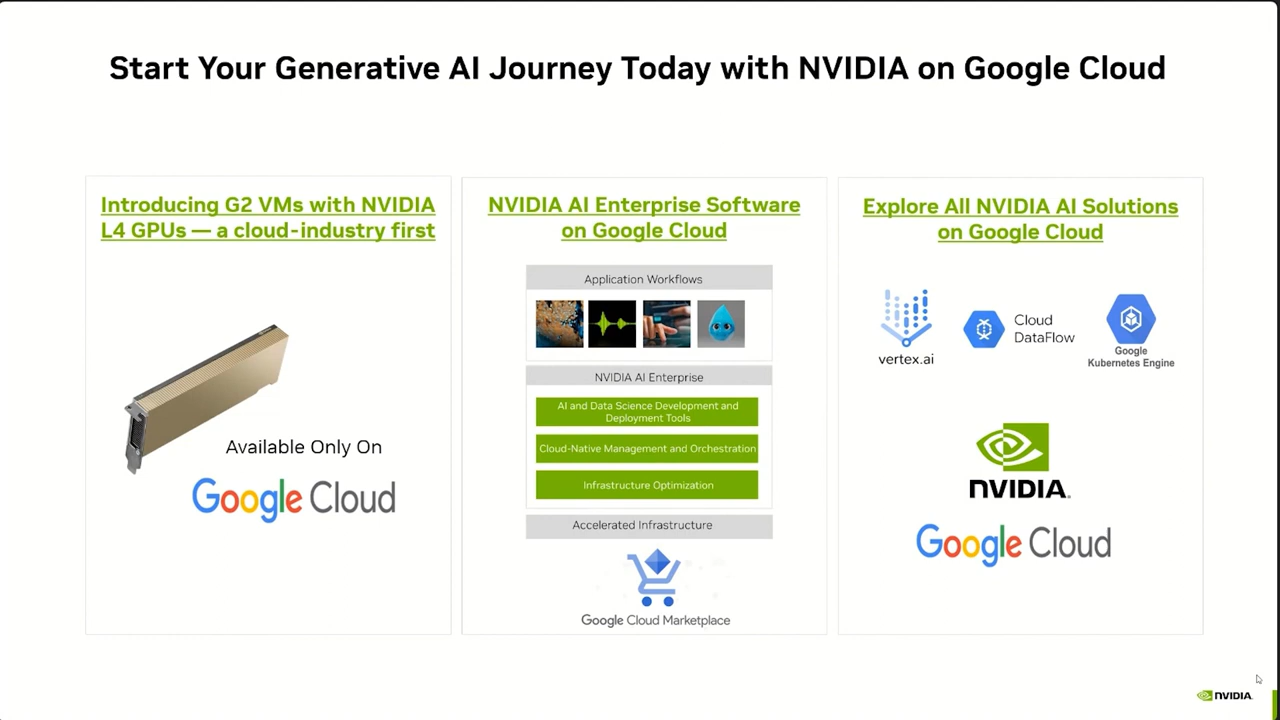 Start Your Generative AI Journey Today with NVIDIA on Google Cloud
Introducing G2 VMs with NVIDIA
L4 GPUs — a cloud-industry first
Available Only On
Google Cloud
NVIDIA AI Enterprise Software
on Google Cloud
Application Workflows
NVIDIA AI Enterprise
AI and Data Science Development and
Deployment Tools
Cloud-Native Management and Orchestration
Infrastructure Optimization
Accelerated Infrastructure
Google Cloud Marketplace
Explore All NVIDIA AI Solutions
on Google Cloud
vertex.ai
Cloud
DataFlow
Google
Kubernetes Engine
NVIDIA.
Google Cloud
NVIDIA.